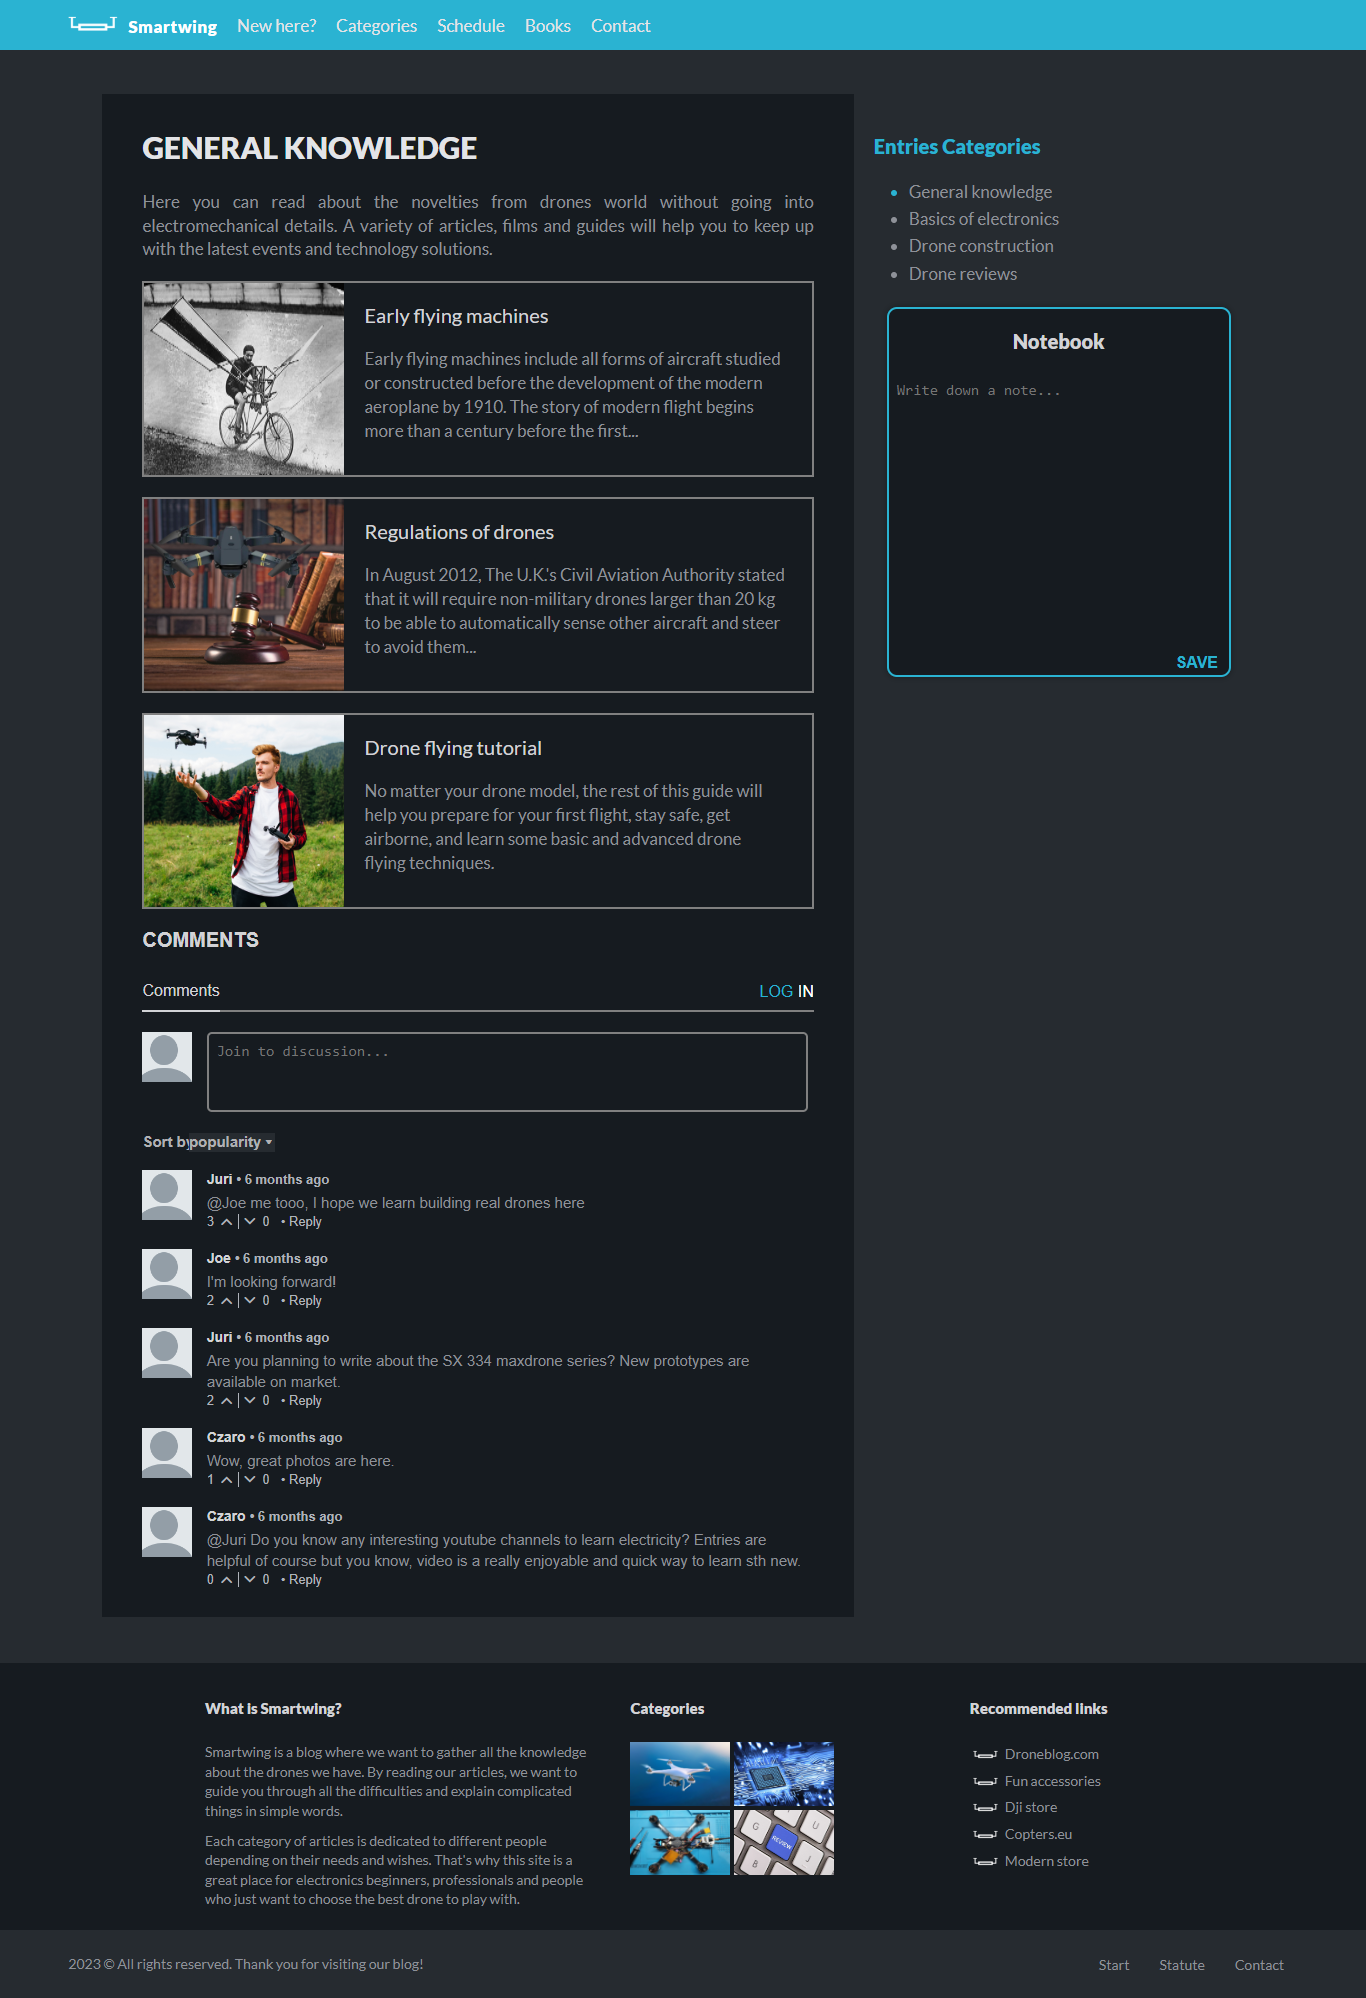 Smartwing New here? Categories Schedule Books Contact
GENERAL KNOWLEDGE
Here you can read about the novelties from drones world without going into
electromechanical details. A variety of articles, films and guides will help you to keep up
with the latest events and technology solutions.
Early flying machines
Early flying machines include all forms of aircraft studied
or constructed before the development of the modern
aeroplane by 1910. The story of modern flight begins
more than a century before the first...
Regulations of drones
In August 2012, The U.K.'s Civil Aviation Authority stated
that it will require non-military drones larger than 20 kg
to be able to automatically sense other aircraft and steer
to avoid them...
Drone flying tutorial
No matter your drone model, the rest of this guide will
help you prepare for your first flight, stay safe, get
airborne, and learn some basic and advanced drone
flying techniques.
Entries Categories
• General knowledge
• Basics of electronics
• Drone construction
• Drone reviews
Notebook
Write down a note...
SAVE
COMMENTS
Comments LOG IN
Join to discussion...
Sort by popularity
Juri • 6 months ago
@Joe me tooo, I hope we learn building real drones here
3 | 0 • Reply
Joe • 6 months ago
I'm looking forward!
2 | 0 • Reply
Juri • 6 months ago
Are you planning to write about the SX 334 maxdrone series? New prototypes are
available on market.
2 | 0 • Reply
Czaro • 6 months ago
Wow, great photos are here.
1 | 0 • Reply
Czaro • 6 months ago
@Juri Do you know any interesting youtube channels to learn electricity? Entries are
helpful of course but you know, video is a really enjoyable and quick way to learn sth new.
0 | 0 • Reply
What is Smartwing?
Smartwing is a blog where we want to gather all the knowledge
about the drones we have. By reading our articles, we want to
guide you through all the difficulties and explain complicated
things in simple words.
Each category of articles is dedicated to different people
depending on their needs and wishes. That's why this site is a
great place for electronics beginners, professionals and people
who just want to choose the best drone to play with.
Categories
G U
REVIEW
B J
Recommended links
Droneblog.com
Fun accessories
Dji store
Copters.eu
Modern store
2023 © All rights reserved. Thank you for visiting our blog!
Start Statute Contact